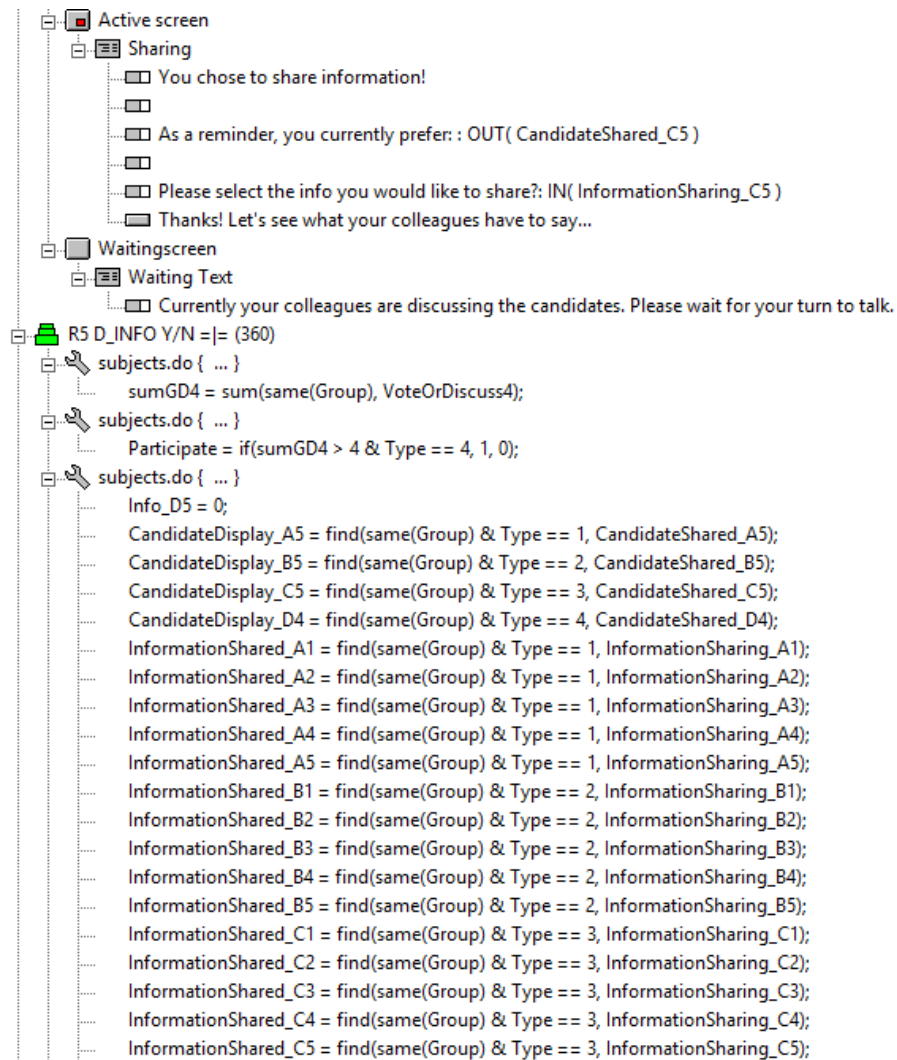 Active screen
Sharing
You chose to share information!
As a reminder, you currently prefer: : OUT( CandidateShared_C5 )
Please select the info you would like to share?: IN( InformationSharing_C5 )
Thanks! Let's see what your colleagues have to say...
Waitingscreen
Waiting Text
Currently your colleagues are discussing the candidates. Please wait for your turn to talk.
R5 D_INFO Y/N =|= (360)
subjects.do { ... }
sumGD4 = sum(same(Group), VoteOrDiscuss4);
subjects.do { ... }
Participate = if(sumGD4 > 4 & Type == 4, 1, 0);
subjects.do { ... }
Info_D5 = 0;
CandidateDisplay_A5 = find(same(Group) & Type == 1, CandidateShared_A5);
CandidateDisplay_B5 = find(same(Group) & Type == 2, CandidateShared_B5);
CandidateDisplay_C5 = find(same(Group) & Type == 3, CandidateShared_C5);
CandidateDisplay_D4 = find(same(Group) & Type == 4, CandidateShared_D4);
InformationShared_A1 = find(same(Group) & Type == 1, InformationSharing_A1);
InformationShared_A2 = find(same(Group) & Type == 1, InformationSharing_A2);
InformationShared_A3 = find(same(Group) & Type == 1, InformationSharing_A3);
InformationShared_A4 = find(same(Group) & Type == 1, InformationSharing_A4);
InformationShared_A5 = find(same(Group) & Type == 1, InformationSharing_A5);
InformationShared_B1 = find(same(Group) & Type == 2, InformationSharing_B1);
InformationShared_B2 = find(same(Group) & Type == 2, InformationSharing_B2);
InformationShared_B3 = find(same(Group) & Type == 2, InformationSharing_B3);
InformationShared_B4 = find(same(Group) & Type == 2, InformationSharing_B4);
InformationShared_B5 = find(same(Group) & Type == 2, InformationSharing_B5);
InformationShared_C1 = find(same(Group) & Type == 3, InformationSharing_C1);
InformationShared_C2 = find(same(Group) & Type == 3, InformationSharing_C2);
InformationShared_C3 = find(same(Group) & Type == 3, InformationSharing_C3);
InformationShared_C4 = find(same(Group) & Type == 3, InformationSharing_C4);
InformationShared_C5 = find(same(Group) & Type == 3, InformationSharing_C5);